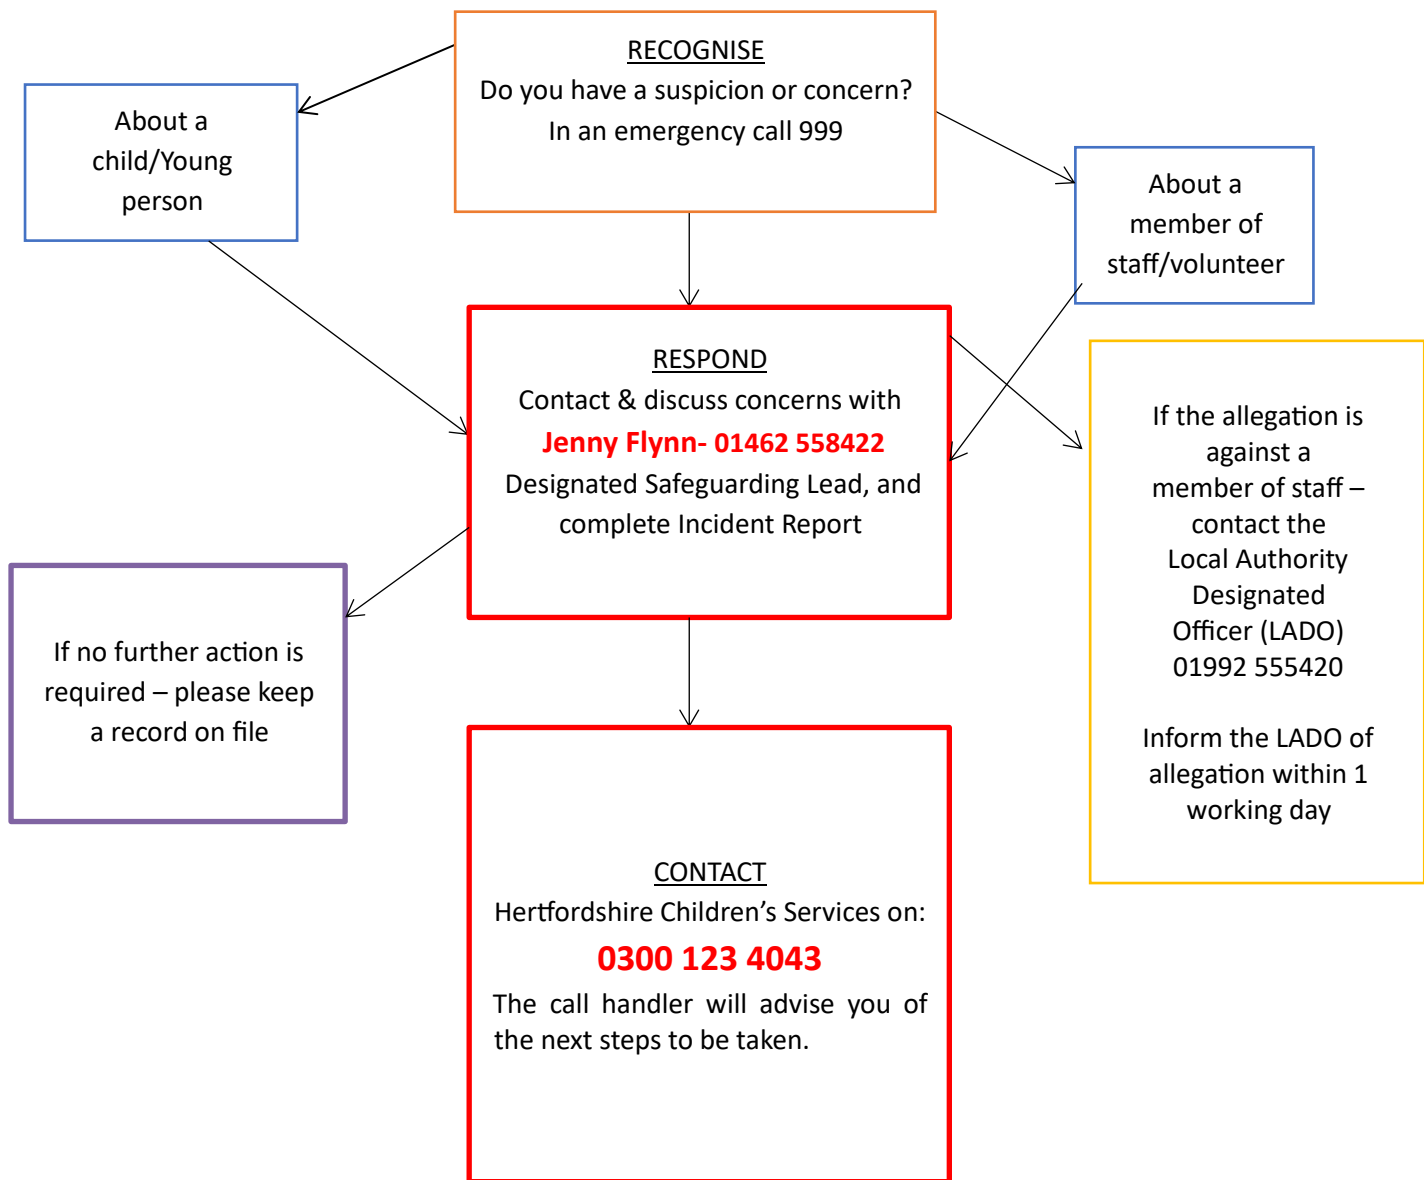 RECOGNISE
Do you have a suspicion or concern?
In an emergency call 999
About a
child/Young
person
About a
member of
staff/volunteer
RESPOND
Contact & discuss concerns with
Jenny Flynn- 01462 558422
Designated Safeguarding Lead, and
complete Incident Report
If the allegation is
against a
member of staff –
contact the
Local Authority
Designated
Officer (LADO)
01992 555420
Inform the LADO of
allegation within 1
working day
If no further action is
required – please keep
a record on file
CONTACT
Hertfordshire Children’s Services on:
0300 123 4043
The call handler will advise you of
the next steps to be taken.